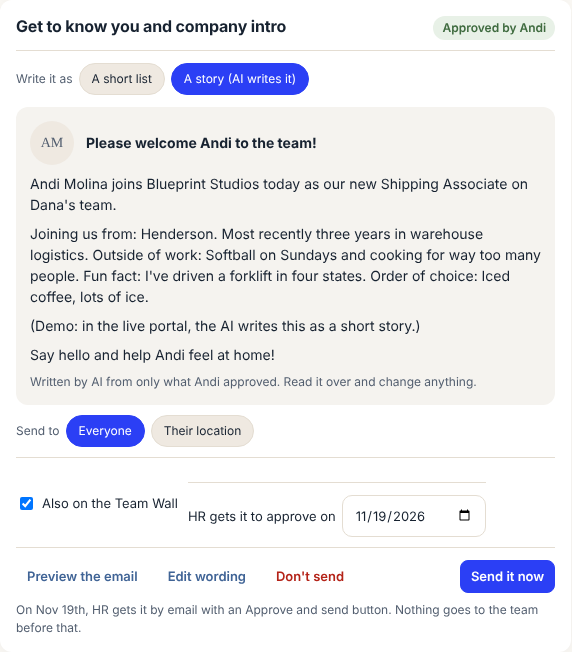 Get to know you and company intro
Approved by Andi
Write it as
A short list
A story (AI writes it)
AM
Please welcome Andi to the team!
Andi Molina joins Blueprint Studios today as our new Shipping Associate on
Dana's team.
Joining us from: Henderson. Most recently three years in warehouse
logistics. Outside of work: Softball on Sundays and cooking for way too many
people. Fun fact: I've driven a forklift in four states. Order of choice: Iced
coffee, lots of ice.
(Demo: in the live portal, the AI writes this as a short story.)
Say hello and help Andi feel at home!
Written by AI from only what Andi approved. Read it over and change anything.
Send to
Everyone
Their location
Also on the Team Wall
HR gets it to approve on
11/19/2026
Preview the email
Edit wording
Don't send
Send it now
On Nov 19th, HR gets it by email with an Approve and send button. Nothing goes to the team
before that.